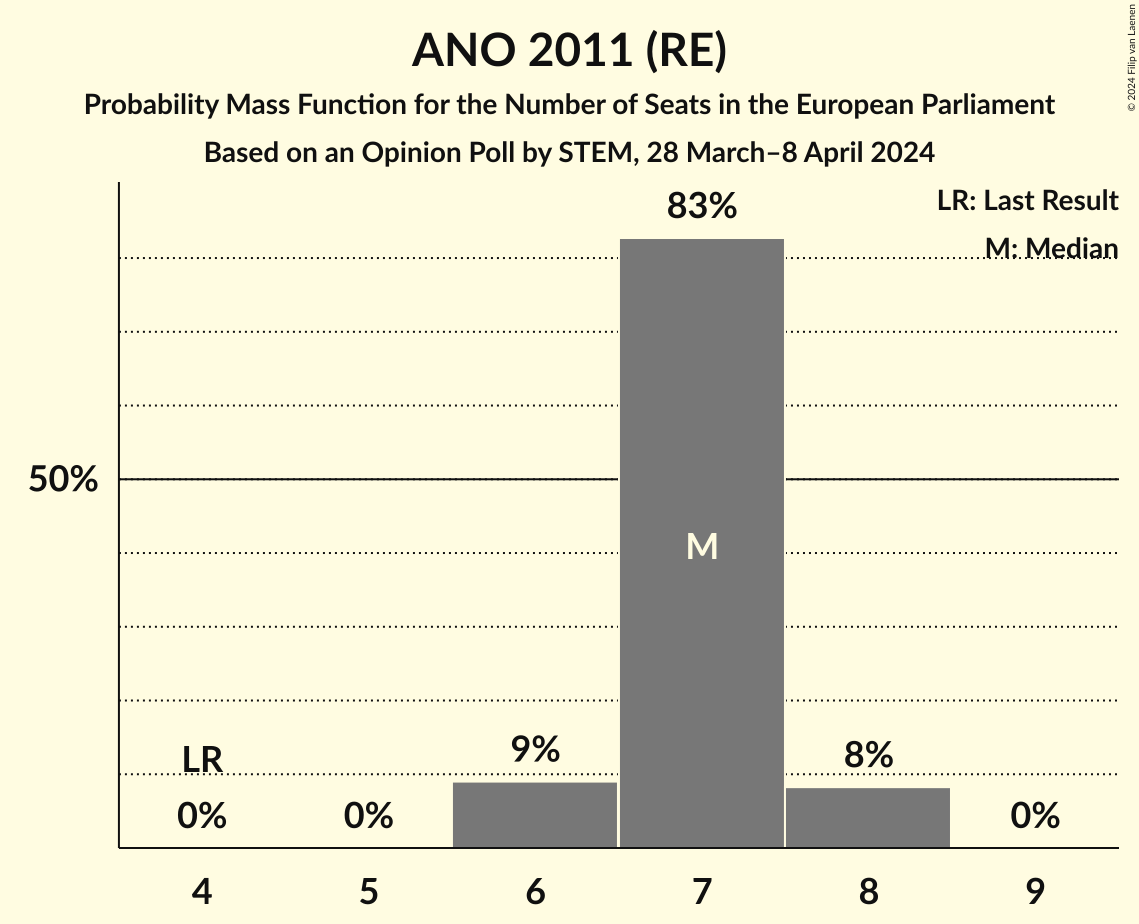 ANO 2011 (RE)
Probability Mass Function for the Number of Seats in the European Parliament
Based on an Opinion Poll by STEM, 28 March–8 April 2024
© 2024 Filip van Laenen
LR: Last Result
M: Median
83%
50%
M
LR
9%
8%
0%
0%
0%
4
5
6
7
8
9